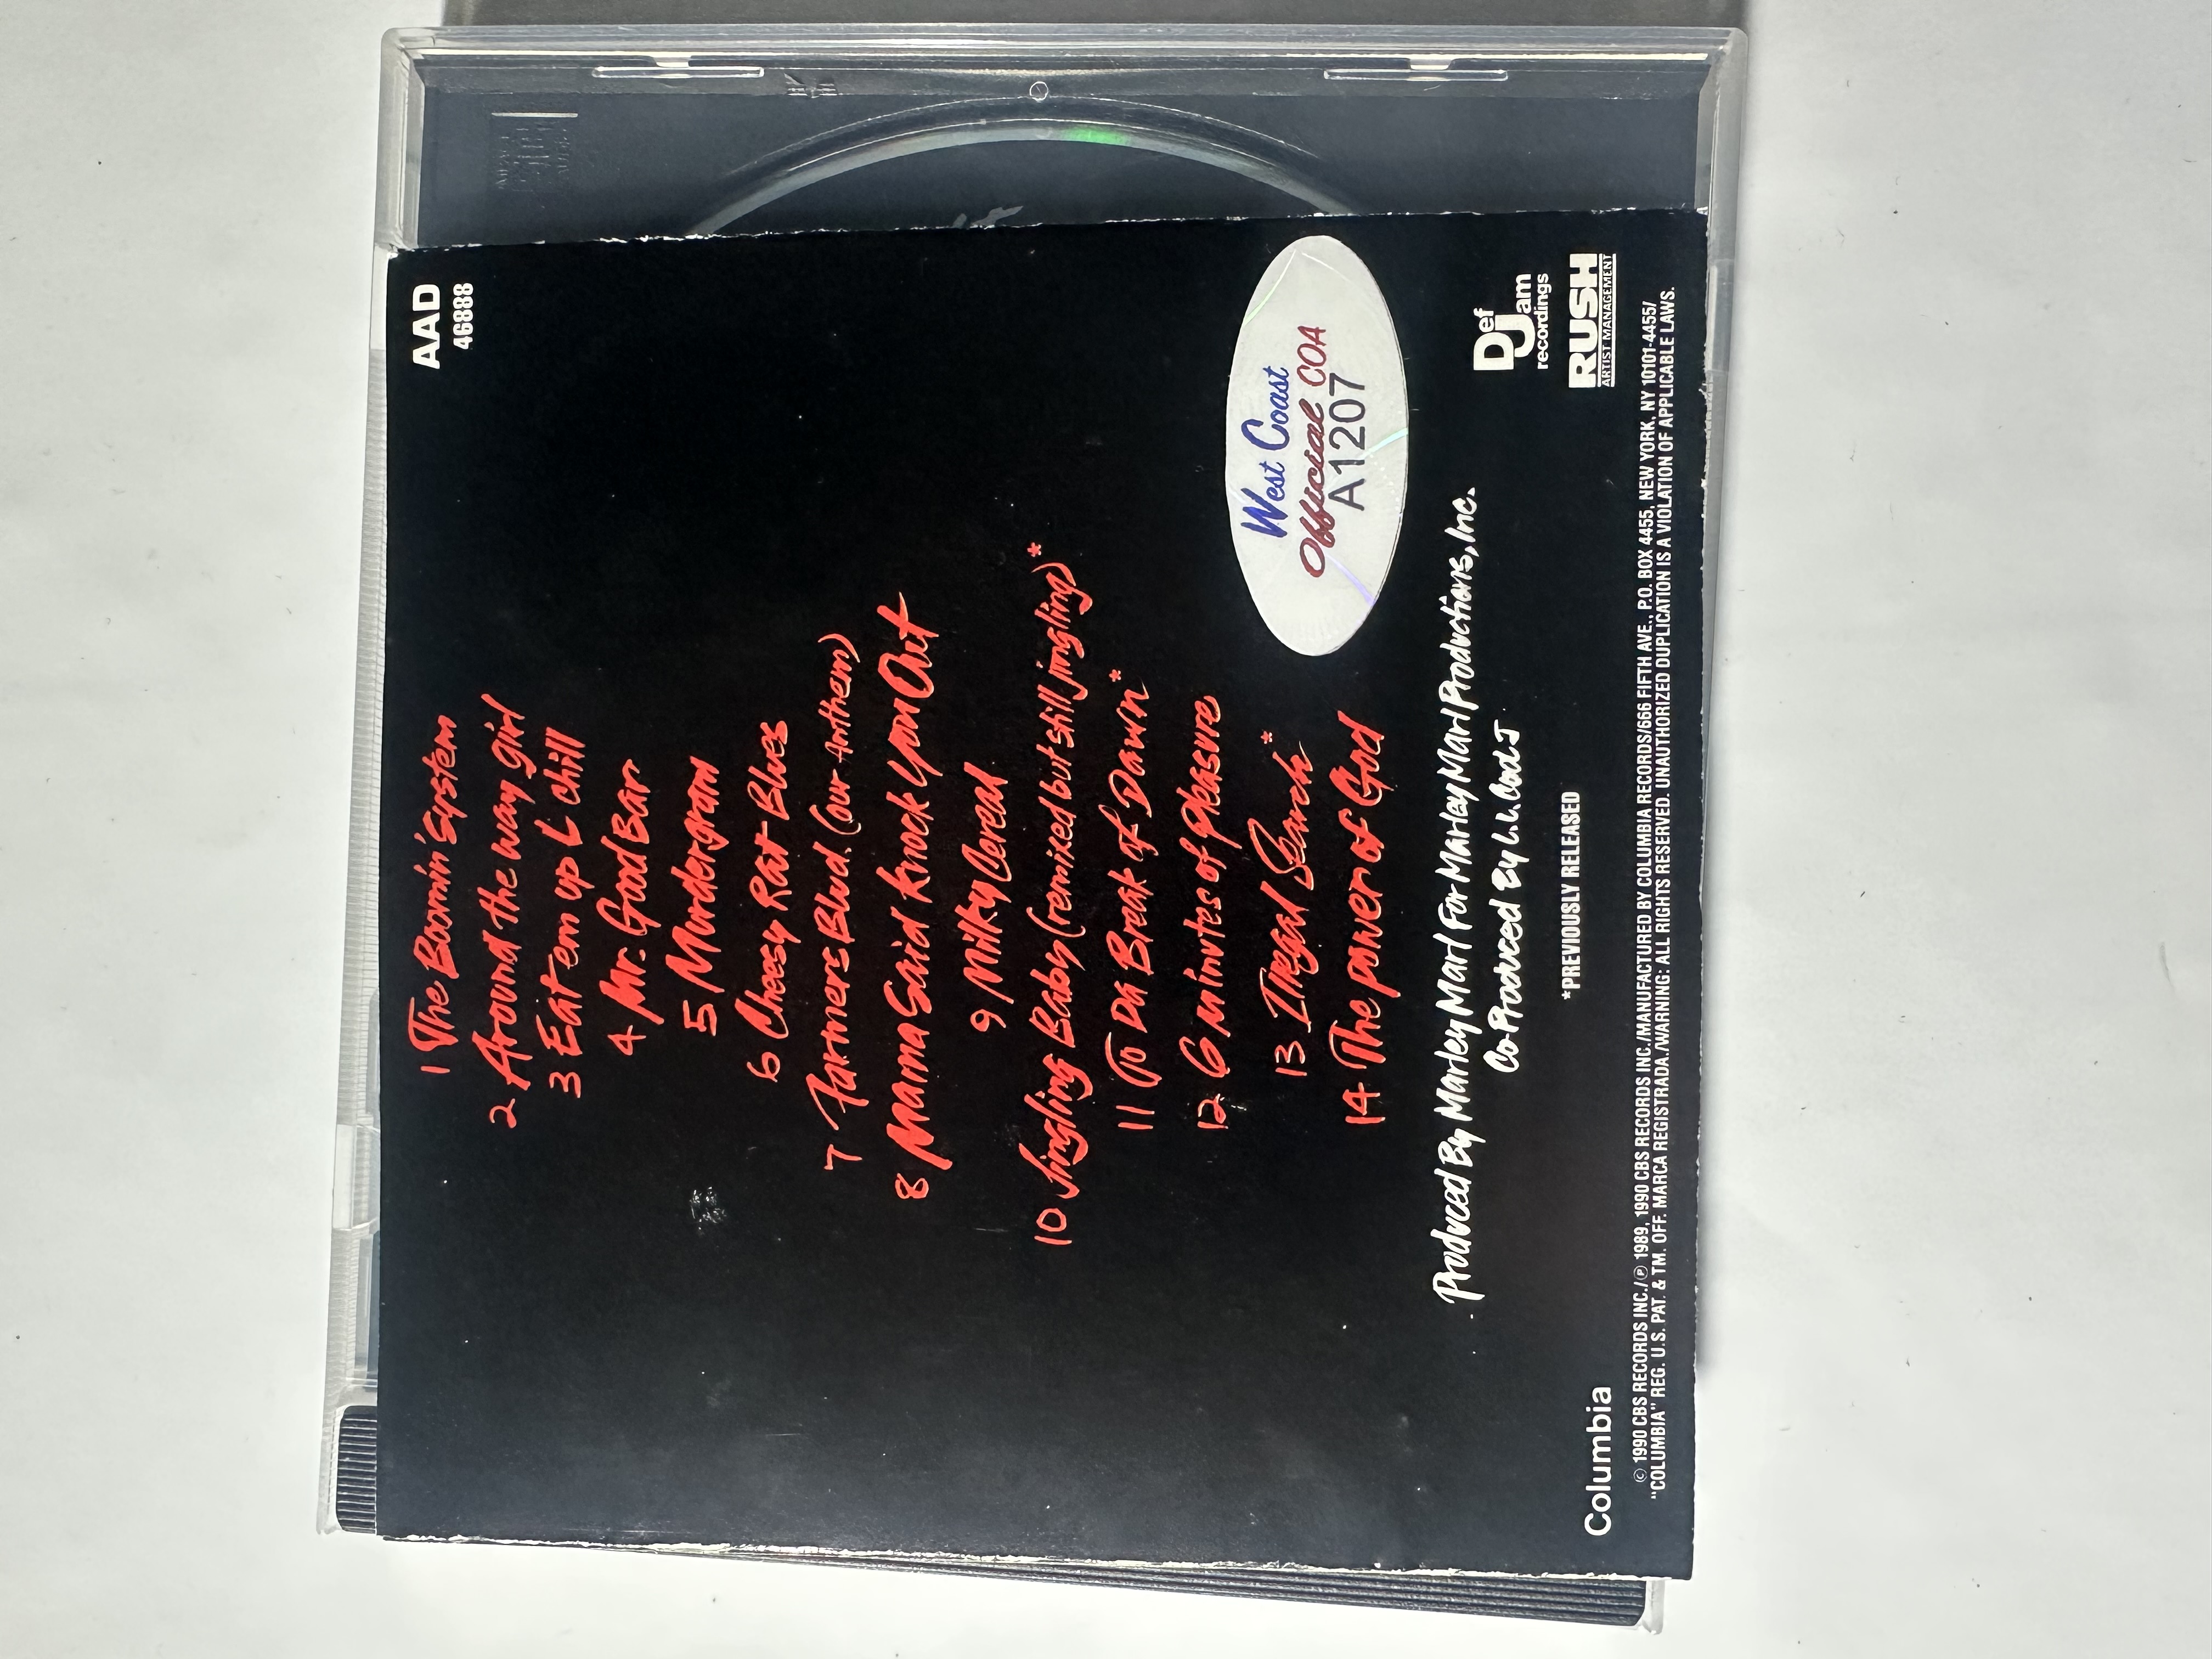 AAD
46888
1 The Boomin' System
2 Around the way girl
3 Eat em up L chill
4 Mr. Good Bar
5 Murdergram
6 Cheesy Rat Blues
7 Farmers Blvd. (Our Anthem)
8 Mama Said Knock You Out
9 Milky Cereal
10 Jingling Baby (remixed but still jingling)*
11 To Da Break of Dawn*
12 6 minutes of pleasure
13 Illegal Search*
14 The power of God
West Coast
Official COA
A1207
Produced By Marley Marl For Marley Marl Productions, Inc.
Co-Produced By L.L. Cool J
*PREVIOUSLY RELEASED
Def
Jam
recordings
RUSH
ARTIST MANAGEMENT
Columbia
© 1990 CBS RECORDS INC./℗ 1989, 1990 CBS RECORDS INC./MANUFACTURED BY COLUMBIA RECORDS/666 FIFTH AVE., P.O. BOX 4455, NEW YORK, NY 10101-4455/
"COLUMBIA" REG. U.S. PAT. & TM. OFF. MARCA REGISTRADA./WARNING: ALL RIGHTS RESERVED. UNAUTHORIZED DUPLICATION IS A VIOLATION OF APPLICABLE LAWS.